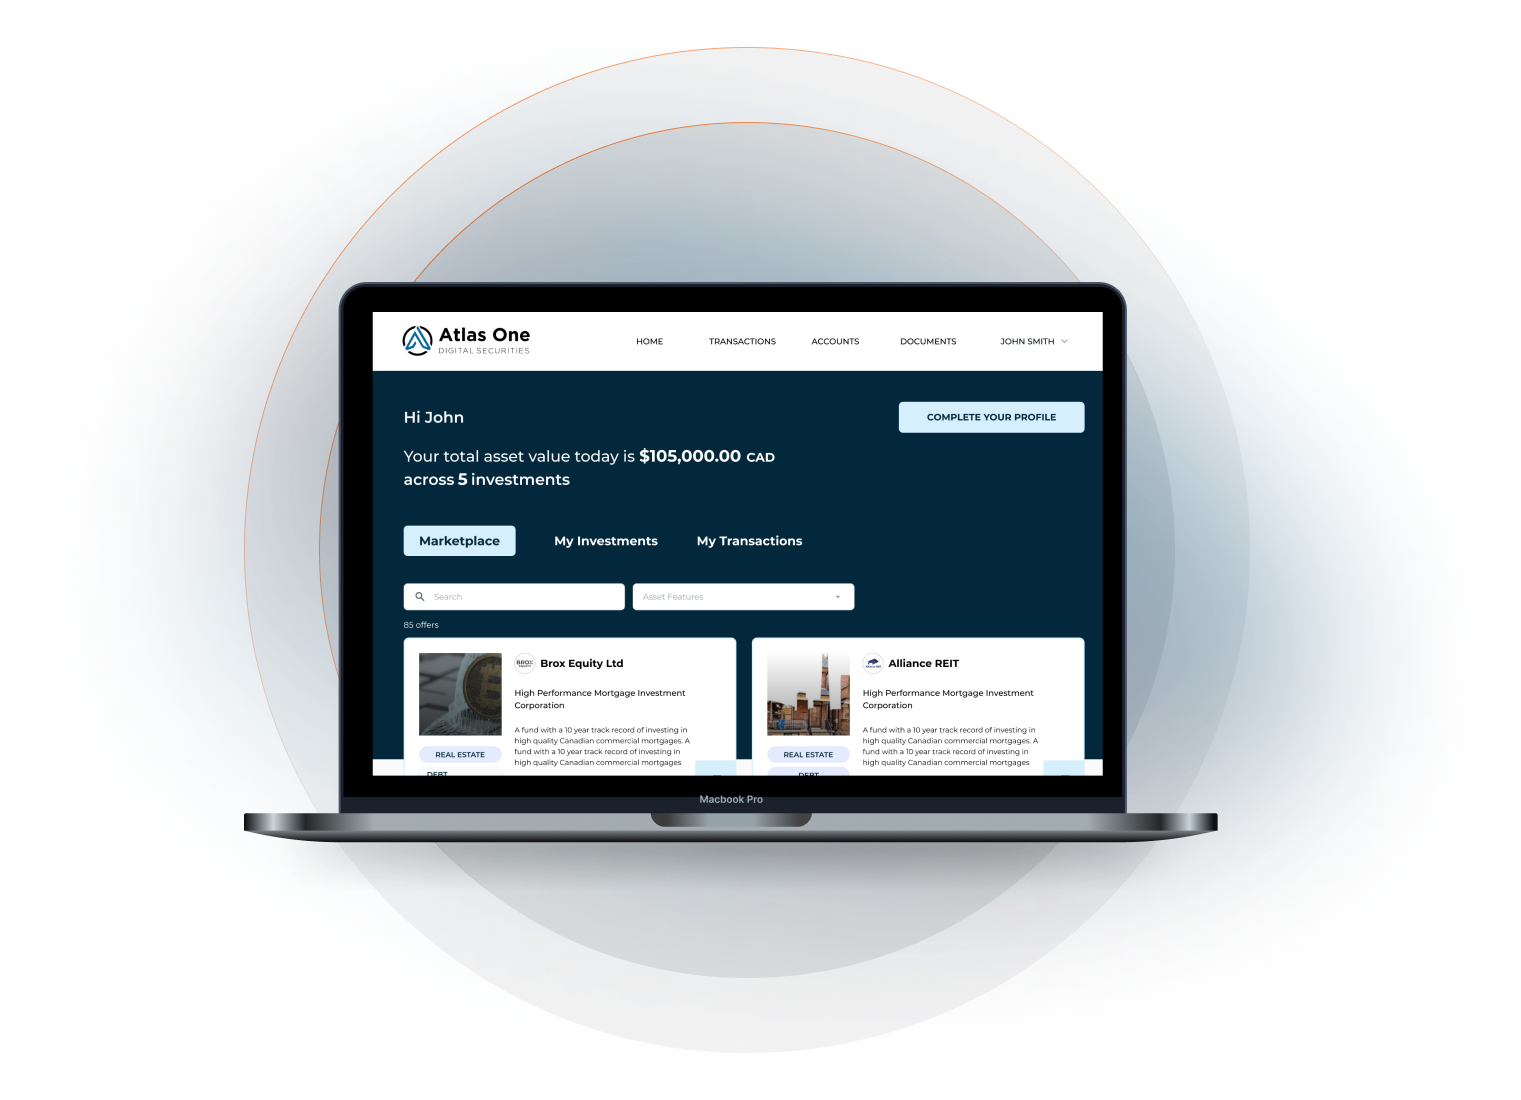 Atlas One
DIGITAL SECURITIES
HOME
TRANSACTIONS
ACCOUNTS
DOCUMENTS
JOHN SMITH
Hi John
COMPLETE YOUR PROFILE
Your total asset value today is $105,000.00 CAD
across 5 investments
Marketplace
My Investments
My Transactions
Search
Asset Features
85 offers
BROX
Brox Equity Ltd
High Performance Mortgage Investment
Corporation
A fund with a 10 year track record of investing in
high quality Canadian commercial mortgages. A
fund with a 10 year track record of investing in
high quality Canadian commercial mortgages
REAL ESTATE
DEBT
Alliance REIT
High Performance Mortgage Investment
Corporation
A fund with a 10 year track record of investing in
high quality Canadian commercial mortgages. A
fund with a 10 year track record of investing in
high quality Canadian commercial mortgages
REAL ESTATE
DEBT
Macbook Pro